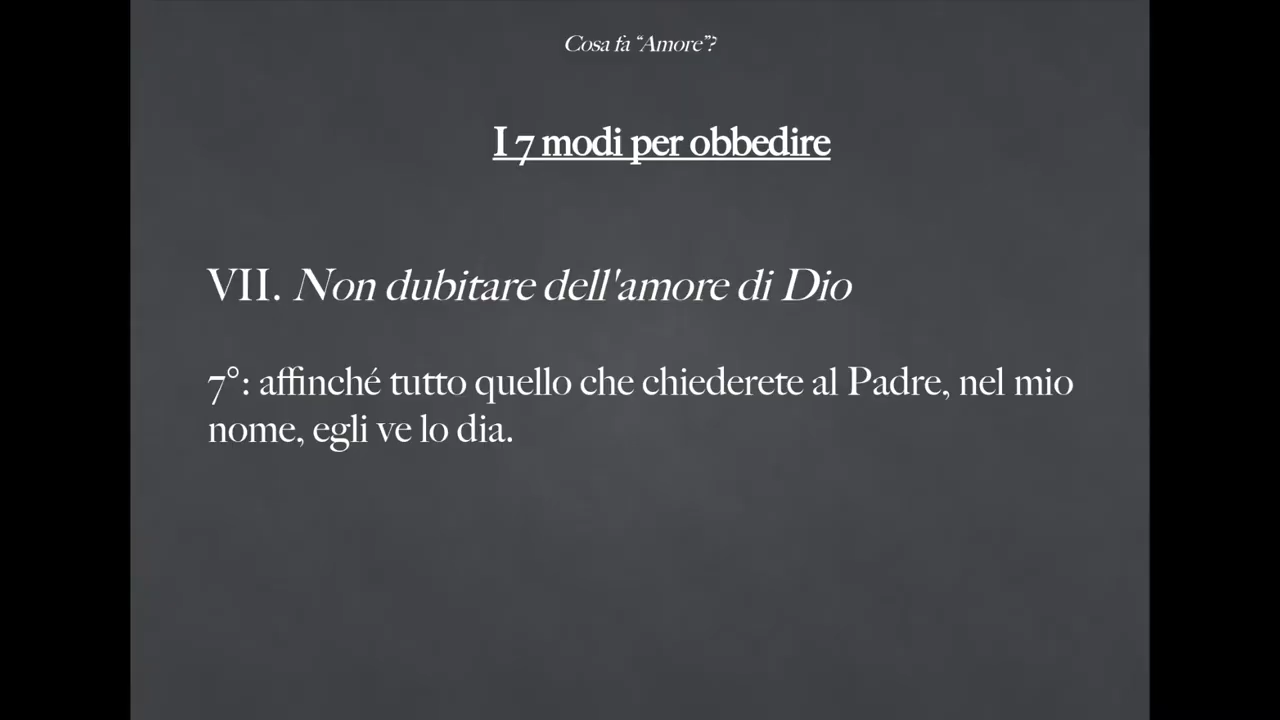 Cosa fa “Amore”?
I 7 modi per obbedire
VII. Non dubitare dell'amore di Dio
7°: affinché tutto quello che chiederete al Padre, nel mio
nome, egli ve lo dia.